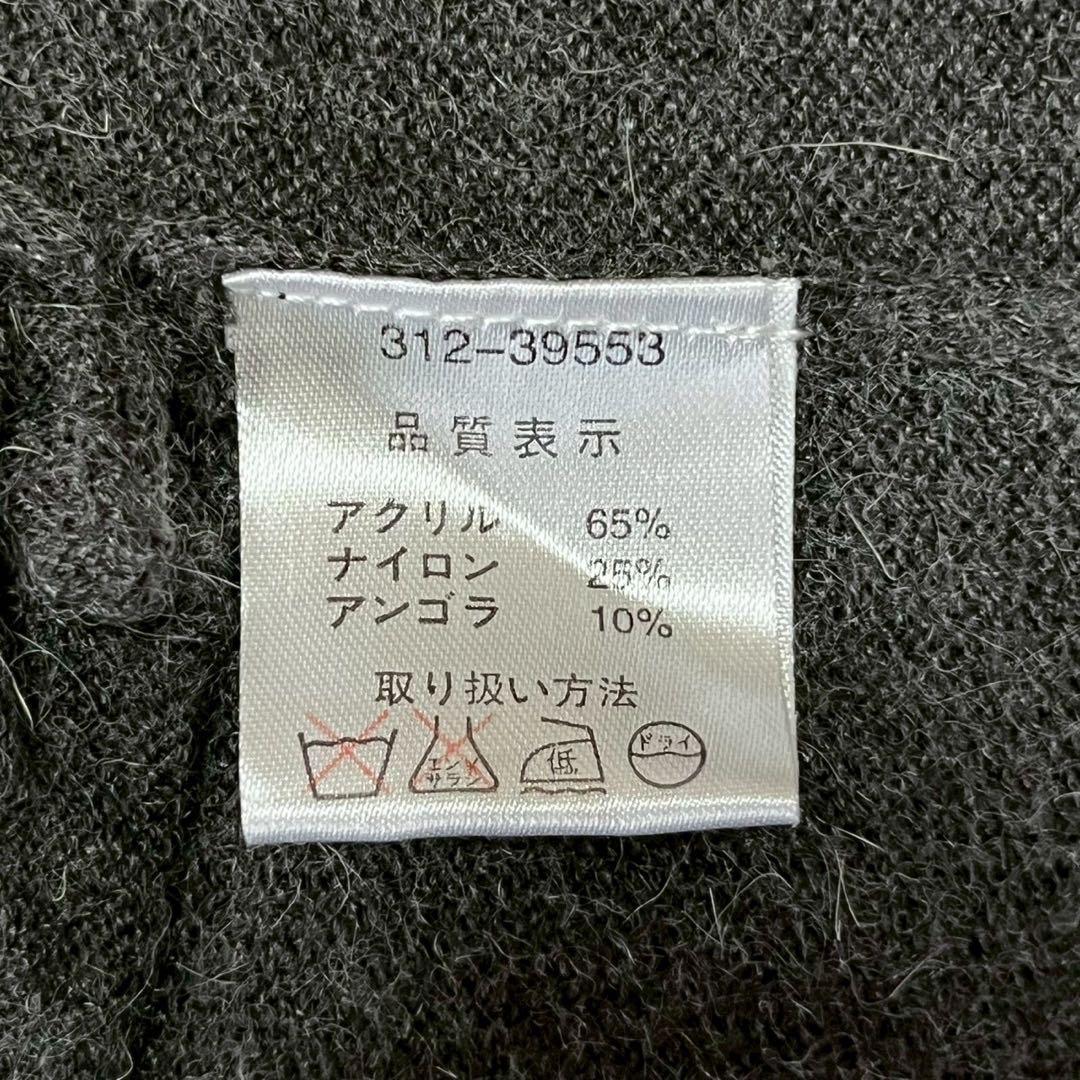 312-39553
品質表示
アクリル 65%
ナイロン 25%
アンゴラ 10%
取り扱い方法
エンソ
サラシ
低
ドライ